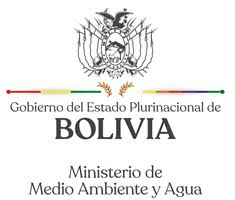 Gobierno del Estado Plurinacional de
BOLIVIA
Ministerio de
Medio Ambiente y Agua